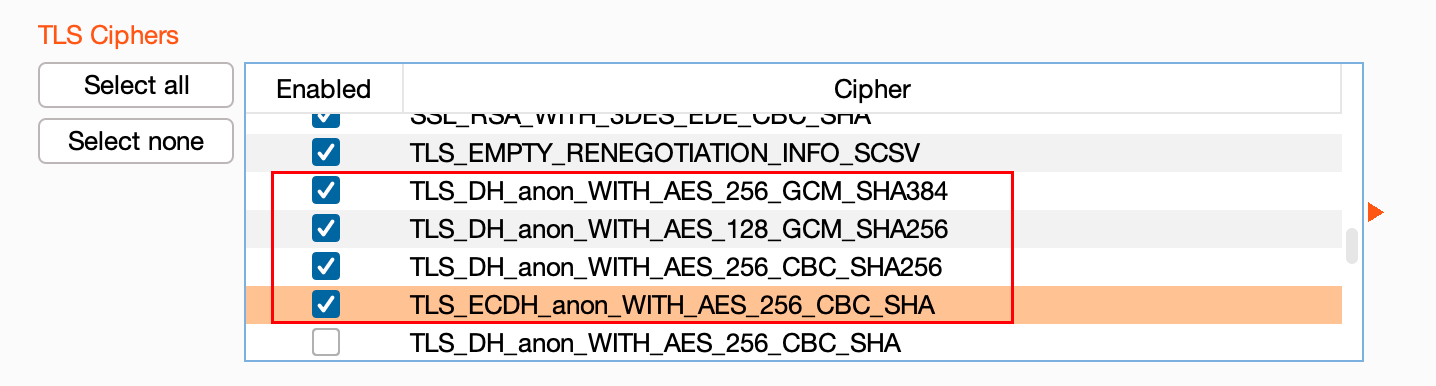 TLS Ciphers
Select all
Select none
Enabled Cipher
SSL_RSA_WITH_3DES_EDE_CBC_SHA
TLS_EMPTY_RENEGOTIATION_INFO_SCSV
TLS_DH_anon_WITH_AES_256_GCM_SHA384
TLS_DH_anon_WITH_AES_128_GCM_SHA256
TLS_DH_anon_WITH_AES_256_CBC_SHA256
TLS_ECDH_anon_WITH_AES_256_CBC_SHA
TLS_DH_anon_WITH_AES_256_CBC_SHA